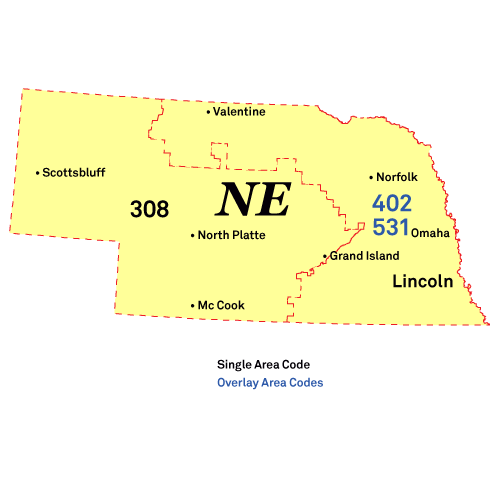 Valentine
Scottsbluff
Norfolk
NE
402
308
531
Omaha
North Platte
Grand Island
Lincoln
Mc Cook
Single Area Code
Overlay Area Codes